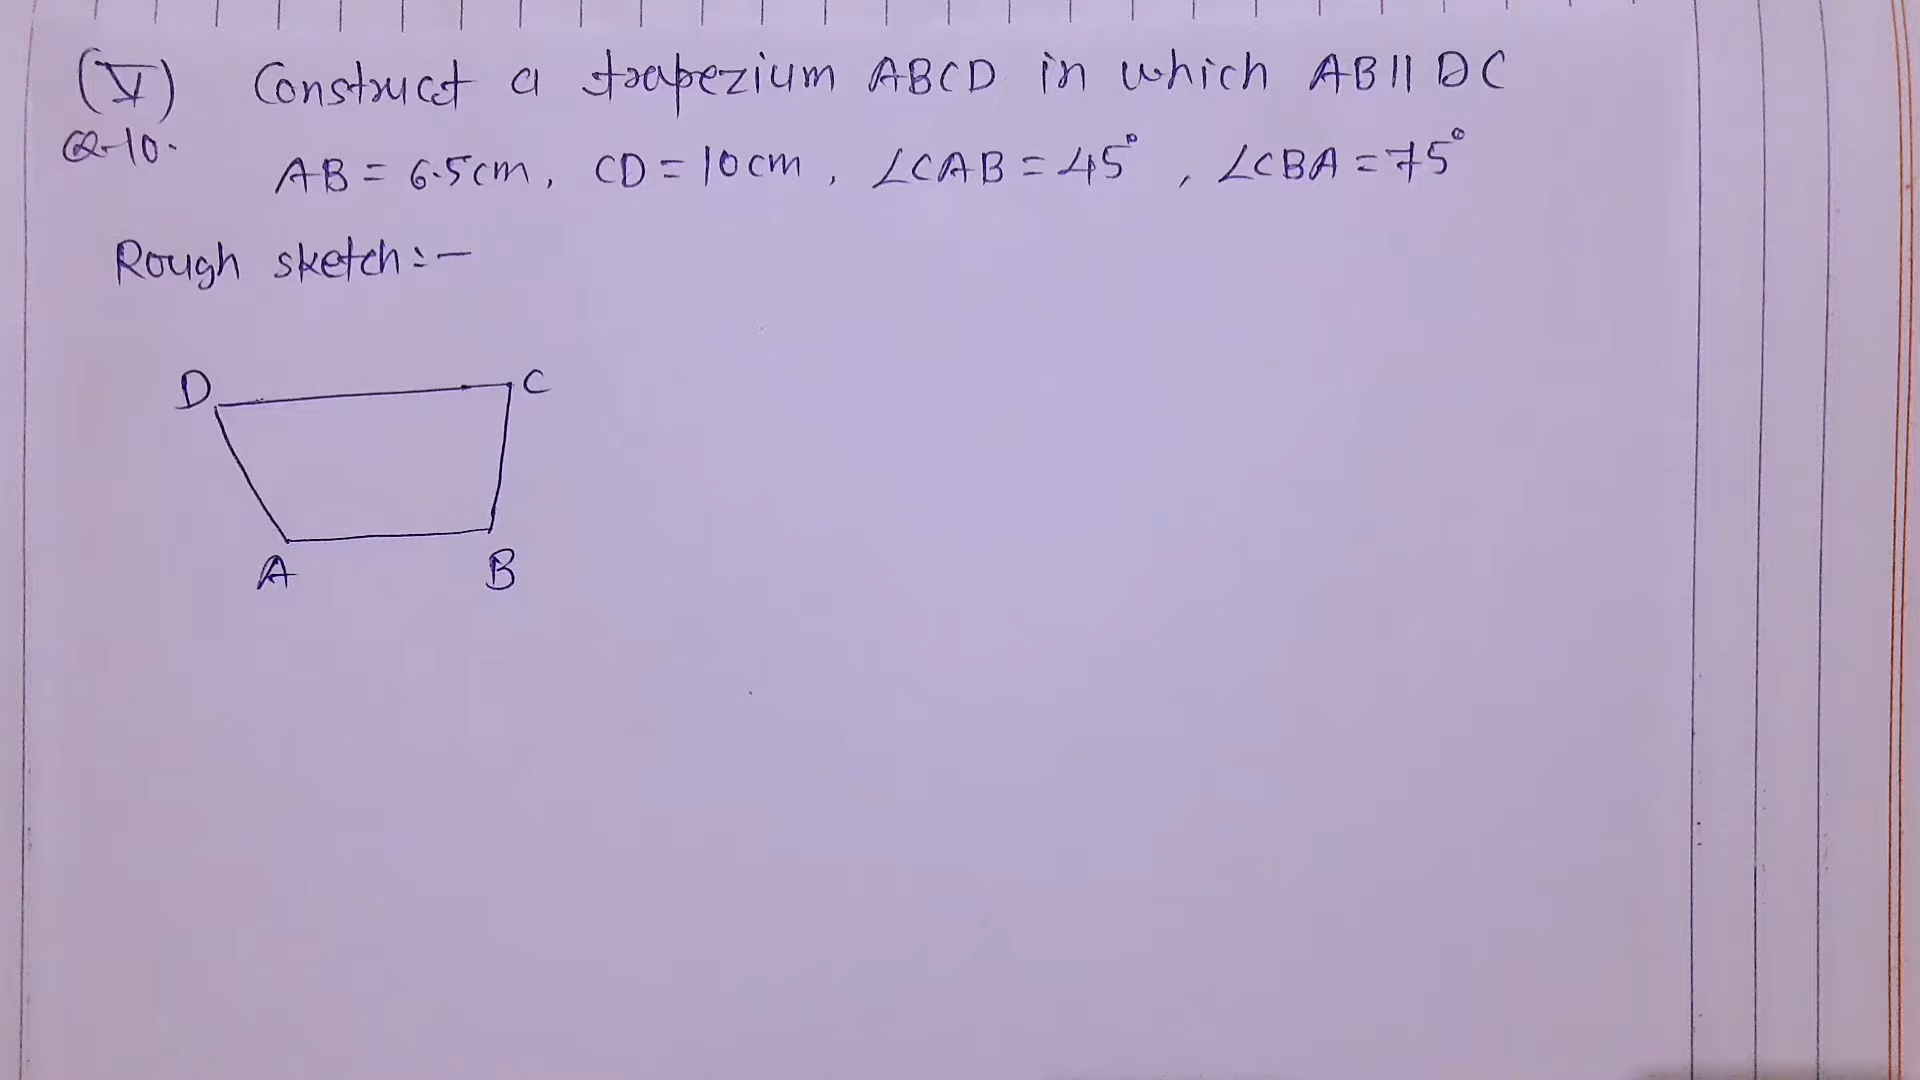 (V) Construct a trapezium ABCD in which AB||DC
Q-10. AB = 6.5cm, CD = 10cm, ∠CAB = 45°, ∠CBA = 75°
Rough sketch:-
D C
A B